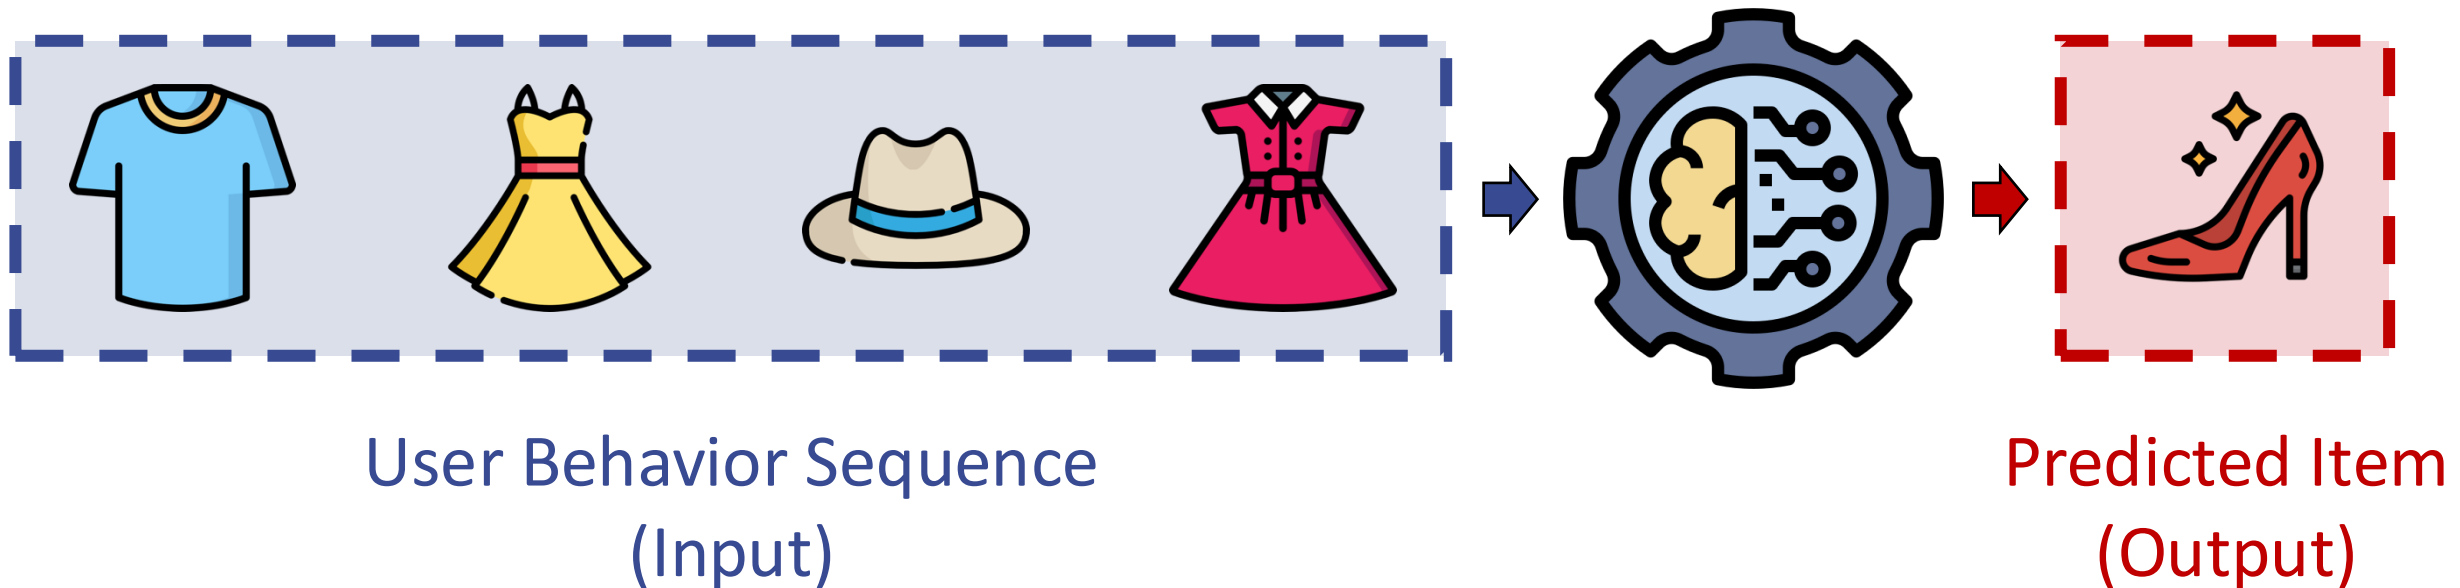 User Behavior Sequence
(Input)
Predicted Item
(Output)